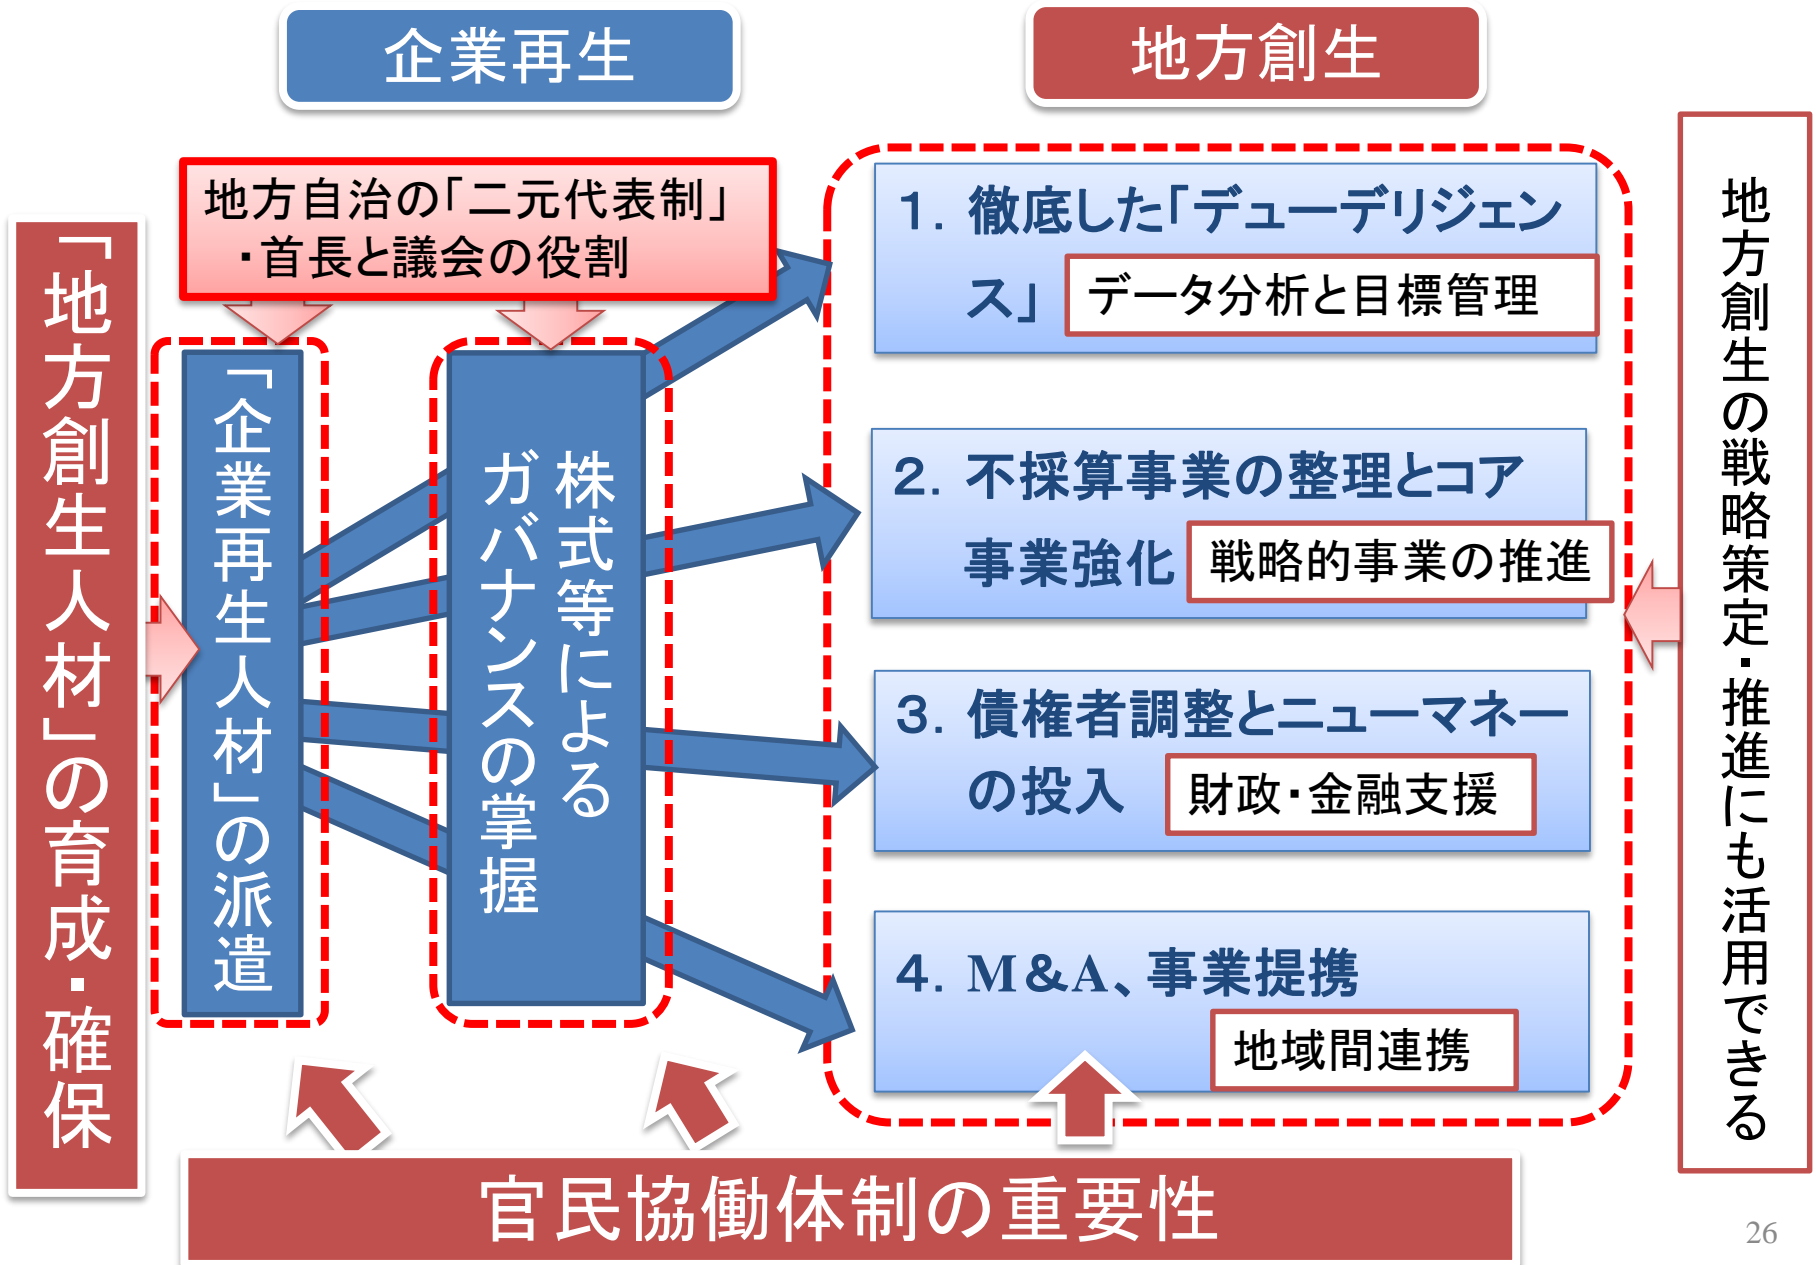 企業再生
地方創生
地方自治の「二元代表制」
・首長と議会の役割
「地方創生人材」の育成・確保
「企業再生人材」の派遣
株式等による
ガバナンスの掌握
1. 徹底した「デューデリジェン
ス」
データ分析と目標管理
2. 不採算事業の整理とコア
事業強化
戦略的事業の推進
3. 債権者調整とニューマネー
の投入
財政・金融支援
4. M&A、事業提携
地域間連携
地方創生の戦略策定・推進にも活用できる
官民協働体制の重要性
26